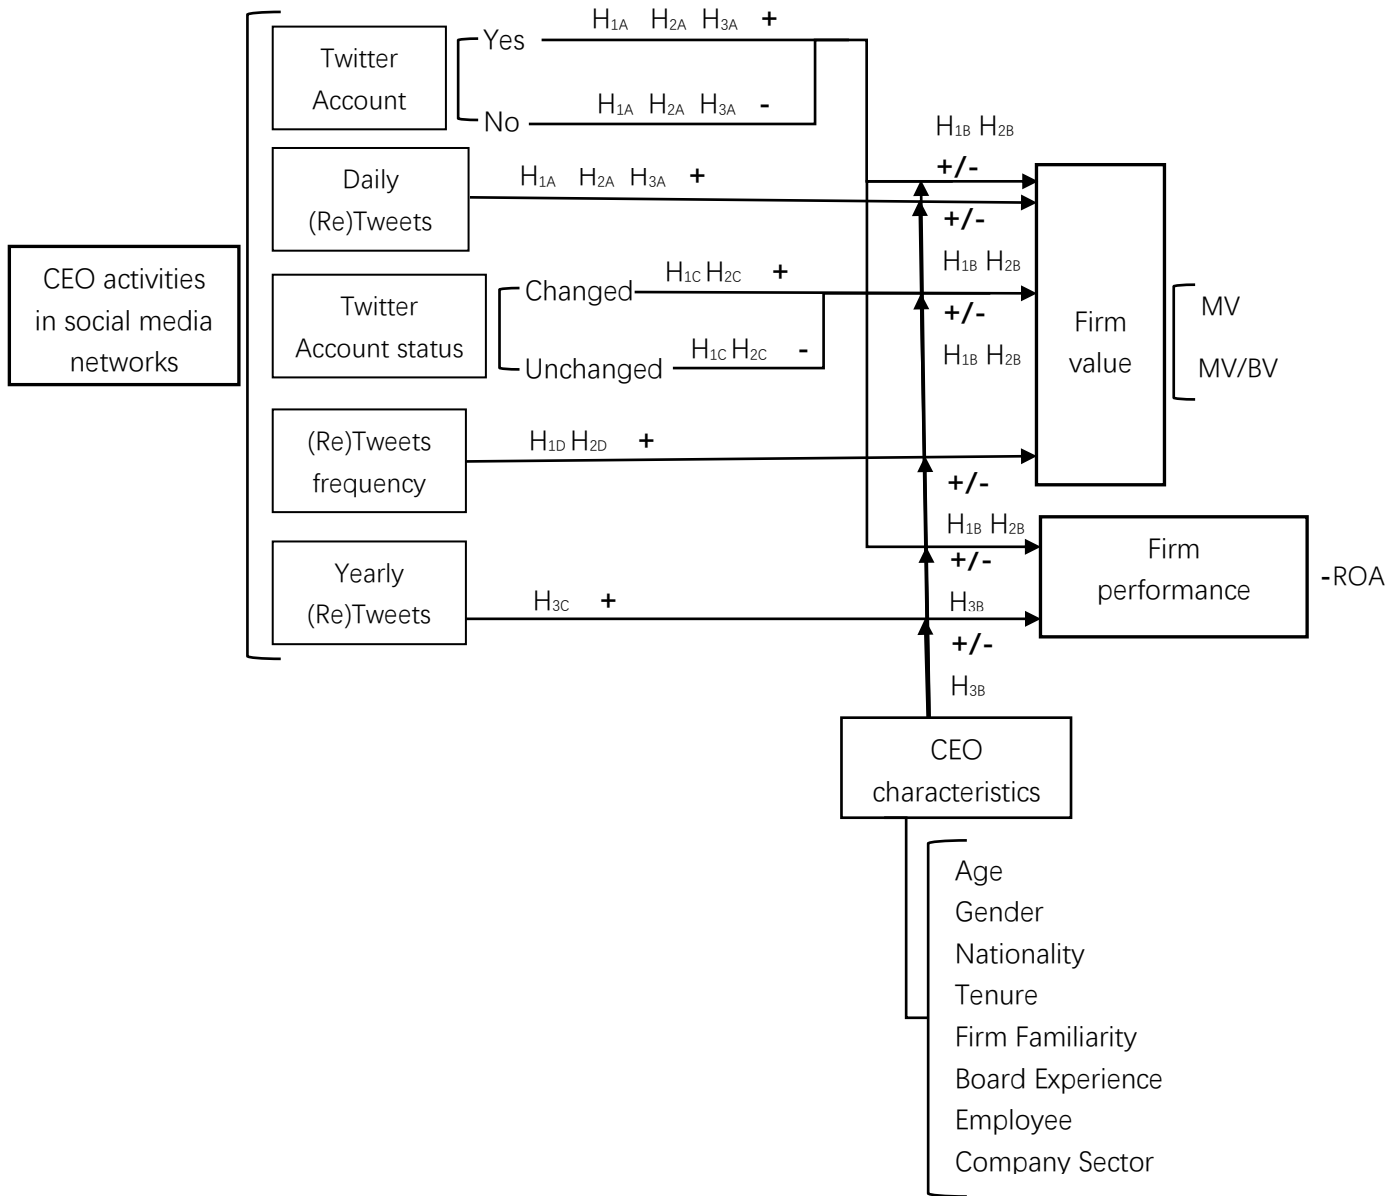 H1A H2A H3A +
Yes
Twitter
Account
H1A H2A H3A -
No
H1B H2B
+/-
Daily
(Re)Tweets
H1A H2A H3A +
+/-
H1B H2B
CEO activities
in social media
networks
Twitter
Account status
Changed
H1C H2C +
Unchanged
H1C H2C -
+/-
H1B H2B
Firm
value
MV
MV/BV
(Re)Tweets
frequency
H1D H2D +
+/-
H1B H2B
Yearly
(Re)Tweets
H3C +
+/-
H3B
Firm
performance
-ROA
+/-
H3B
CEO
characteristics
Age
Gender
Nationality
Tenure
Firm Familiarity
Board Experience
Employee
Company Sector